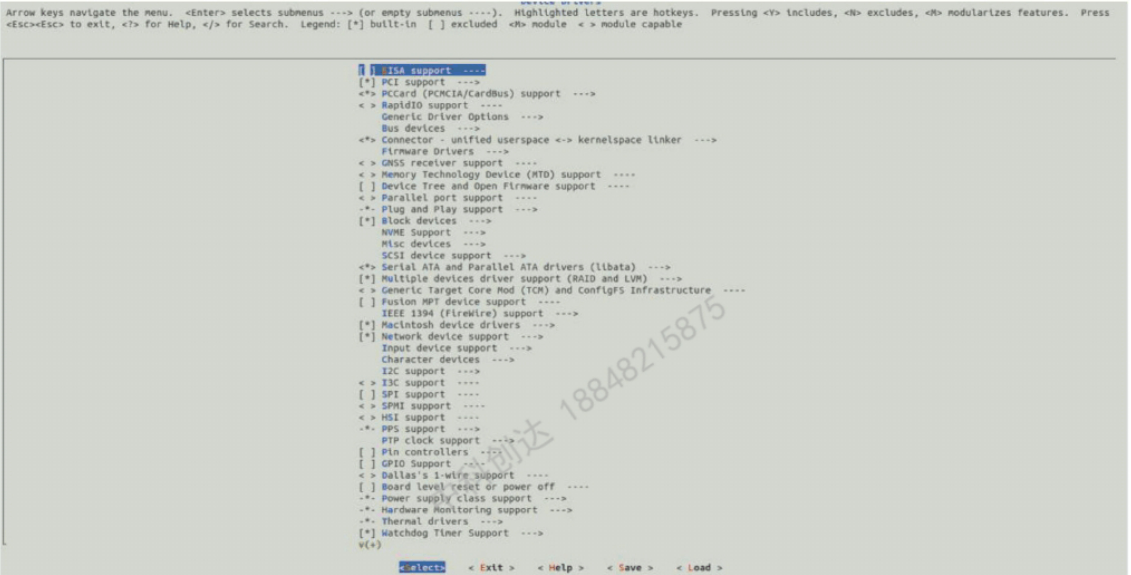 Device Drivers
Arrow keys navigate the menu.  <Enter> selects submenus ---> (or empty submenus ----).  Highlighted letters are hotkeys.  Pressing <Y> includes, <N> excludes, <M> modularizes features.  Press
<Esc><Esc> to exit, <?> for Help, </> for Search.  Legend: [*] built-in  [ ] excluded  <M> module  < > module capable
[ ] EISA support  ----
[*] PCI support  --->
<*> PCCard (PCMCIA/CardBus) support  --->
< > RapidIO support  ----
Generic Driver Options  --->
Bus devices  --->
<*> Connector - unified userspace <-> kernelspace linker  --->
Firmware Drivers  --->
< > GNSS receiver support  ----
< > Memory Technology Device (MTD) support  ----
[ ] Device Tree and Open Firmware support  ----
< > Parallel port support  ----
-*- Plug and Play support  --->
[*] Block devices  --->
NVME Support  --->
Misc devices  --->
SCSI device support  --->
<*> Serial ATA and Parallel ATA drivers (libata)  --->
[*] Multiple devices driver support (RAID and LVM)  --->
< > Generic Target Core Mod (TCM) and ConfigFS Infrastructure  ----
[ ] Fusion MPT device support  ----
IEEE 1394 (FireWire) support  --->
[*] Macintosh device drivers  --->
[*] Network device support  --->
Input device support  --->
Character devices  --->
I2C support  --->
< > I3C support  ----
[ ] SPI support  ----
< > SPMI support  ----
< > HSI support  ----
-*- PPS support  --->
PTP clock support  --->
[ ] Pin controllers  ----
[ ] GPIO Support  ----
< > Dallas's 1-wire support  ----
[ ] Board level reset or power off  ----
-*- Power supply class support  --->
-*- Hardware Monitoring support  --->
-*- Thermal drivers  --->
[*] Watchdog Timer Support  --->
v(+)
<Select>    < Exit >    < Help >    < Save >    < Load >
中科创达 18848215875